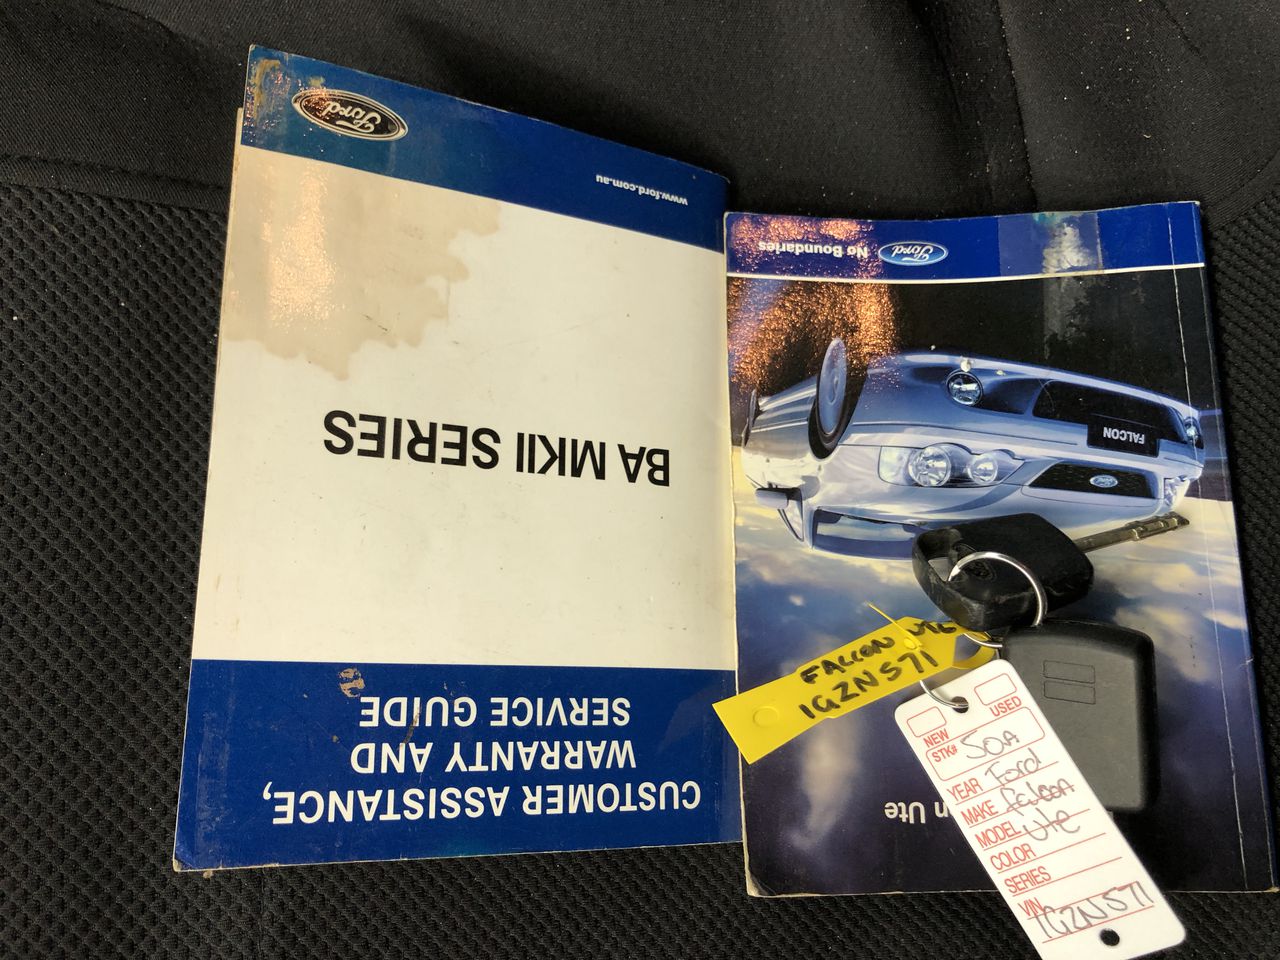 CUSTOMER ASSISTANCE,
WARRANTY AND
SERVICE GUIDE
BA MKII SERIES
www.ford.com.au
Ford
n Ute
Ford
FALCON
Ford
No Boundaries
FALCON UTE
1GZN571
NEW USED
STK# 50A
YEAR Ford
MAKE Falcon
MODEL Ute
COLOR
SERIES
VIN 1GZN571